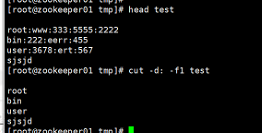 [root@zookeeper01 tmp]# head test
root:www:333:5555:2222
bin:222:eerr:455
user:3678:ert:567
sjsjd
[root@zookeeper01 tmp]# cut -d: -f1 test
root
bin
user
sjsjd
[root@zookeeper01 tmp]#